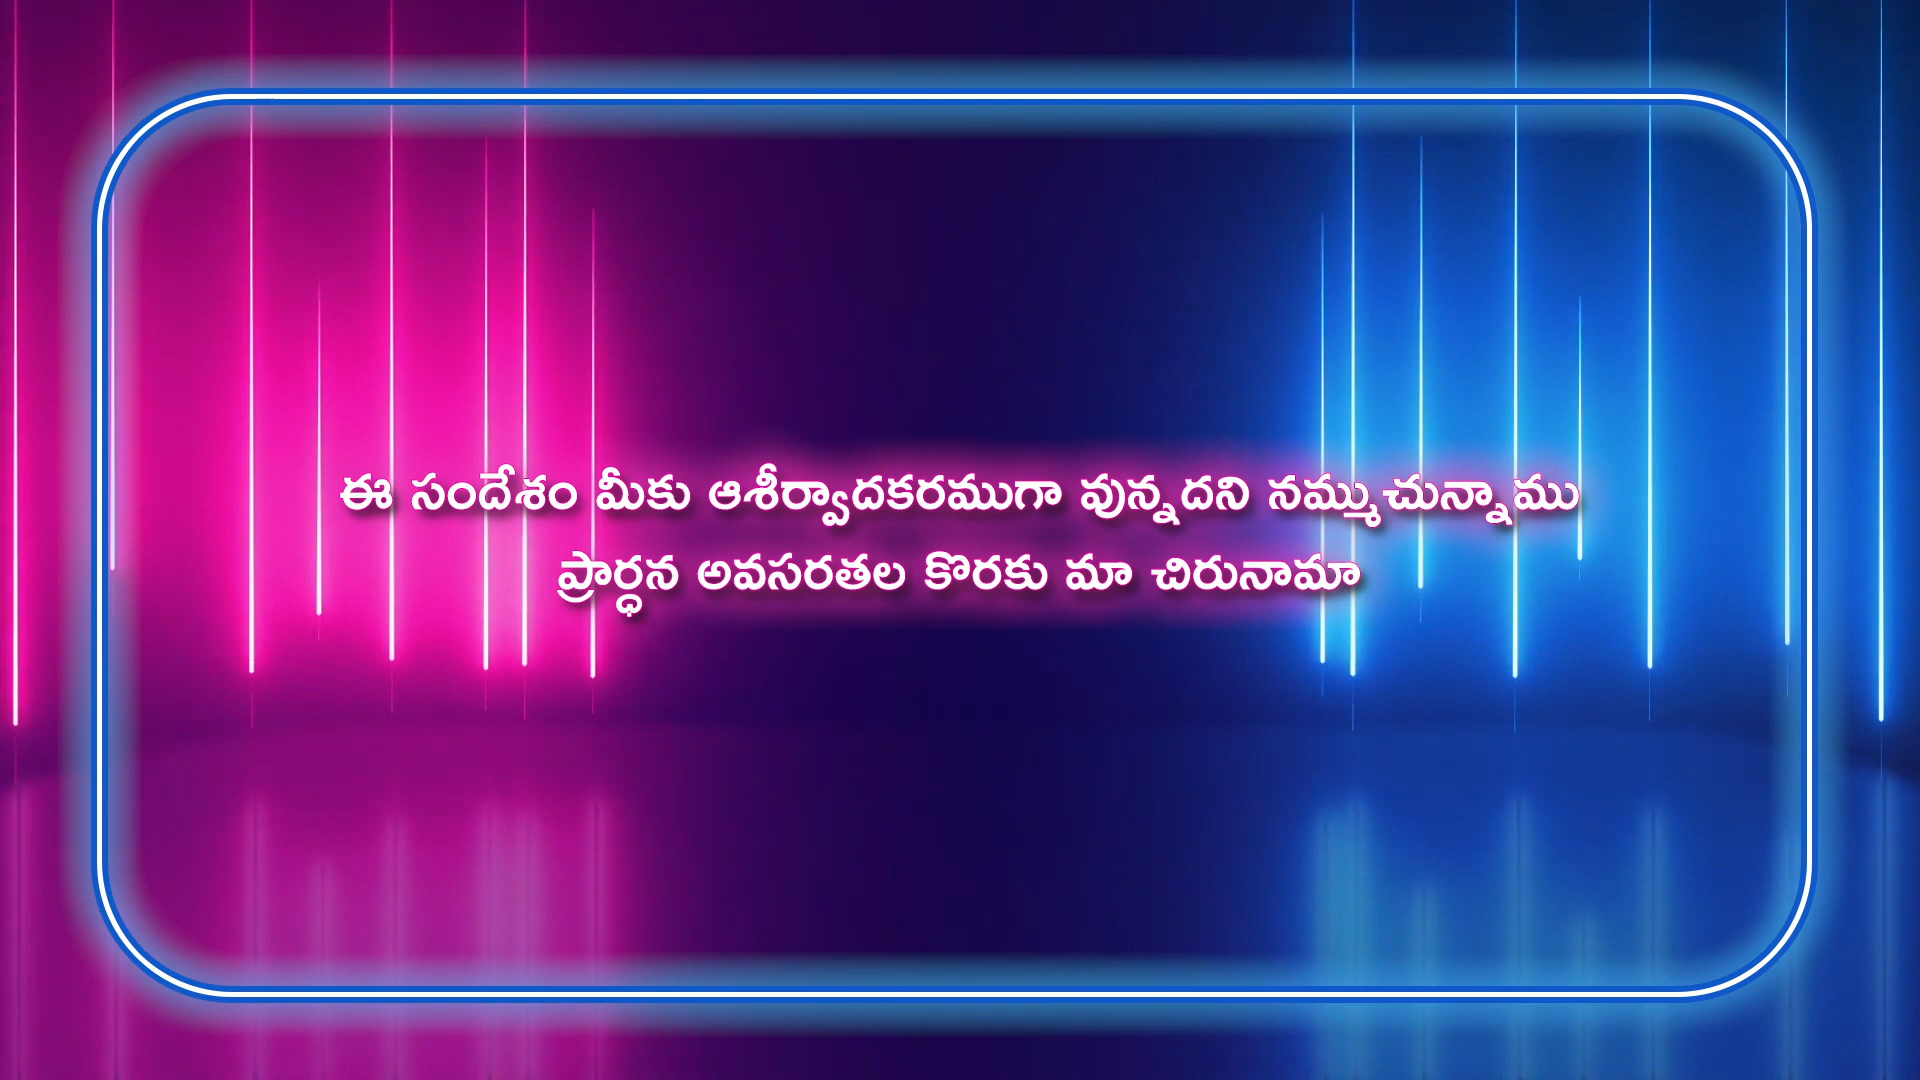 ఈ సందేశం మీకు ఆశీర్వాదకరముగా వున్నదని నమ్ముచున్నాము
ప్రార్ధన అవసరతల కొరకు మా చిరునామా